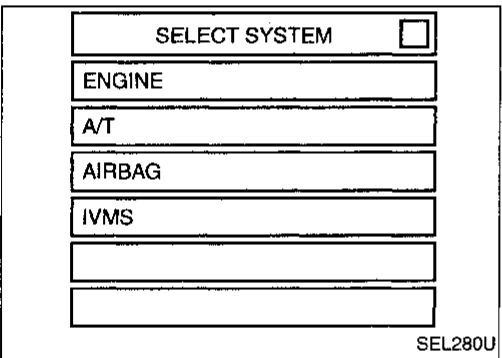 SELECT SYSTEM
ENGINE
A/T
AIRBAG
IVMS
SEL280U